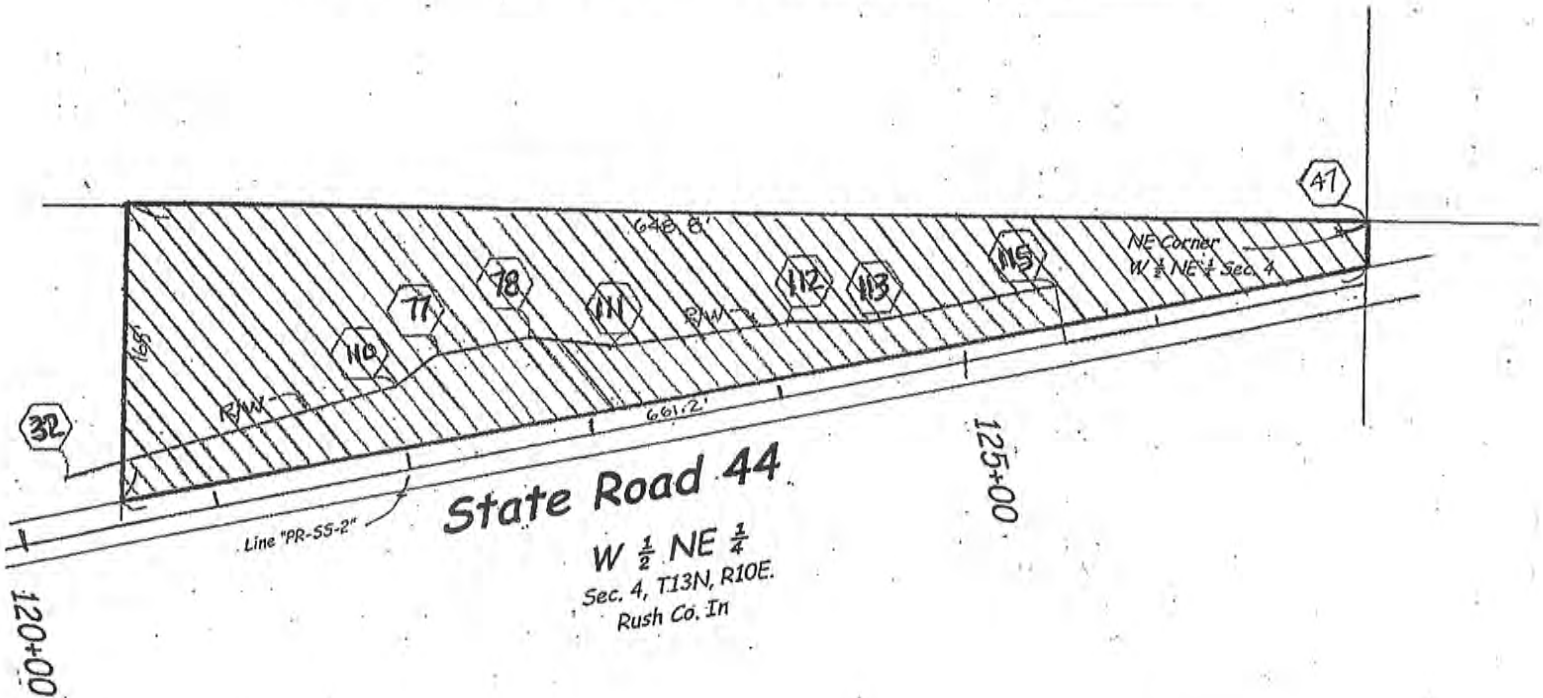 47
648.8'
NE Corner
W ½ NE ¼ Sec. 4
115
78
112
113
77
111
R/W
110
168'
R/W
32
661.2'
125+00
State Road 44
Line "PR-SS-2"
W ½ NE ¼
Sec. 4, T13N, R10E.
Rush Co. In
120+00